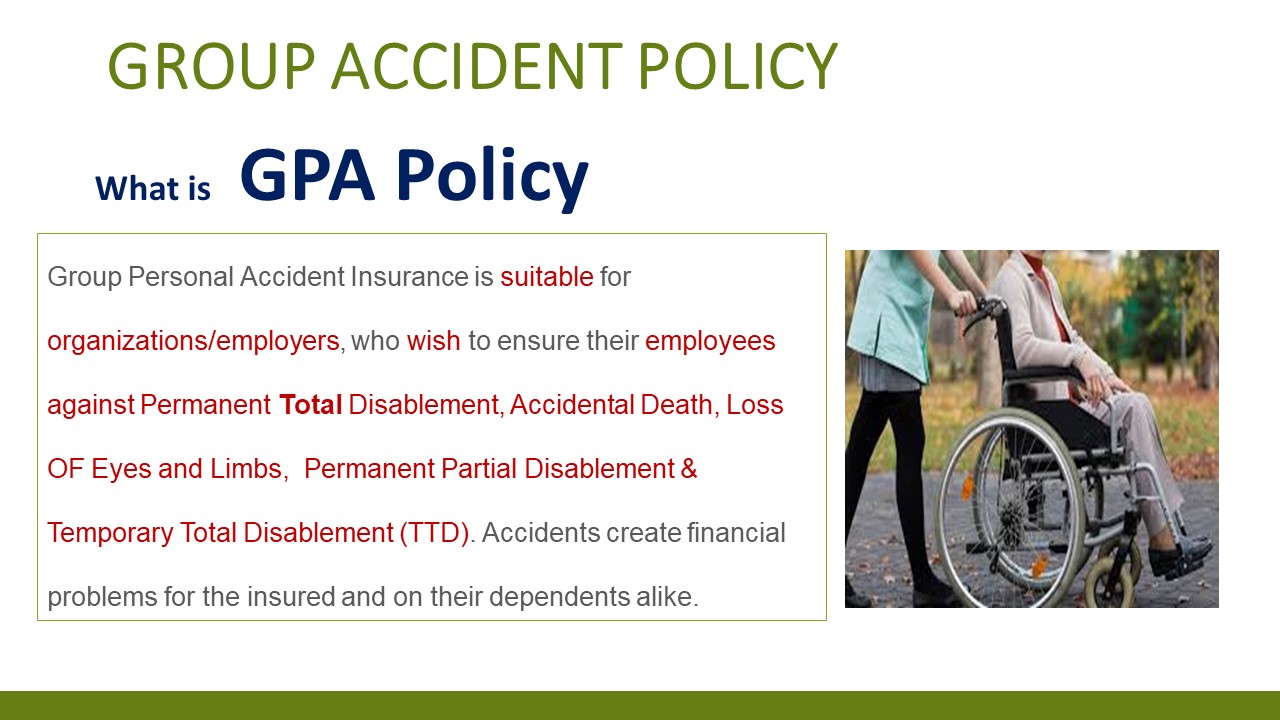 GROUP ACCIDENT POLICY
What is GPA Policy
Group Personal Accident Insurance is suitable for
organizations/employers, who wish to ensure their employees
against Permanent Total Disablement, Accidental Death, Loss
OF Eyes and Limbs, Permanent Partial Disablement &
Temporary Total Disablement (TTD). Accidents create financial
problems for the insured and on their dependents alike.